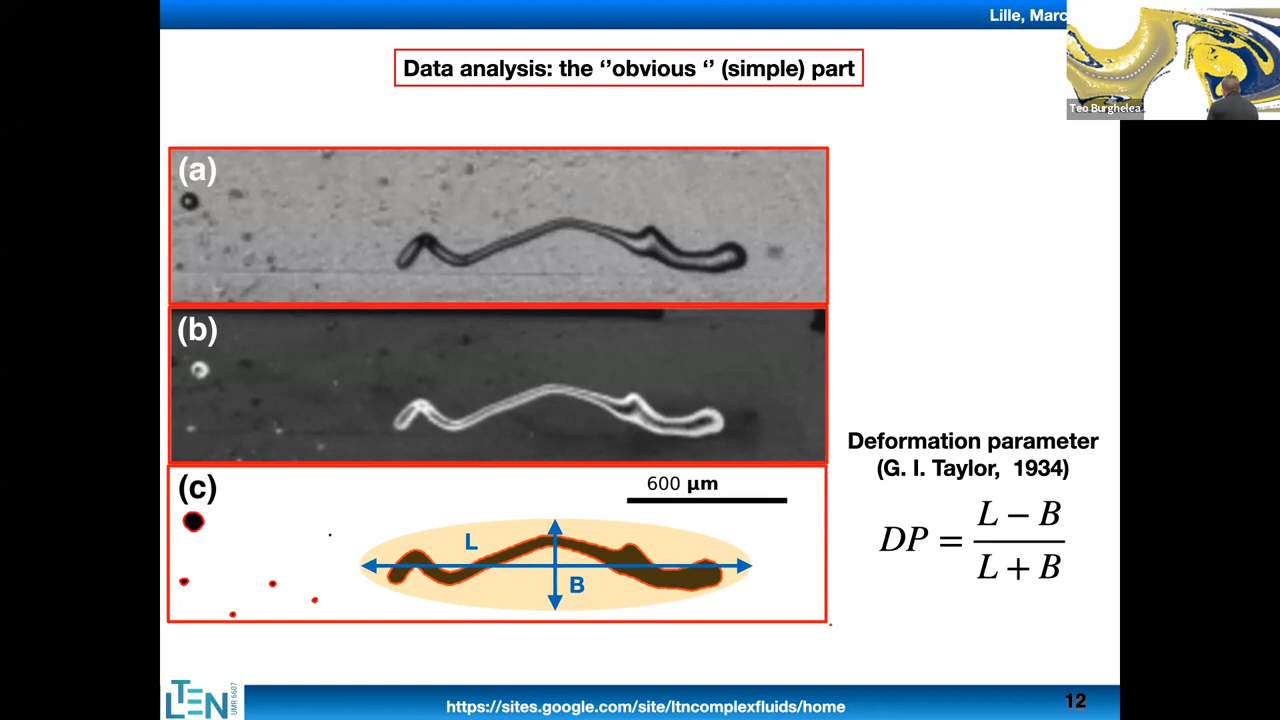 Lille, Marc
Teo Burghelea
Data analysis: the ‘’obvious ‘’ (simple) part
(a)
(b)
(c)
600 μm
L
B
Deformation parameter
(G. I. Taylor, 1934)
DP = (L − B) / (L + B)
LTEN
UMR 6607
https://sites.google.com/site/ltncomplexfluids/home
12